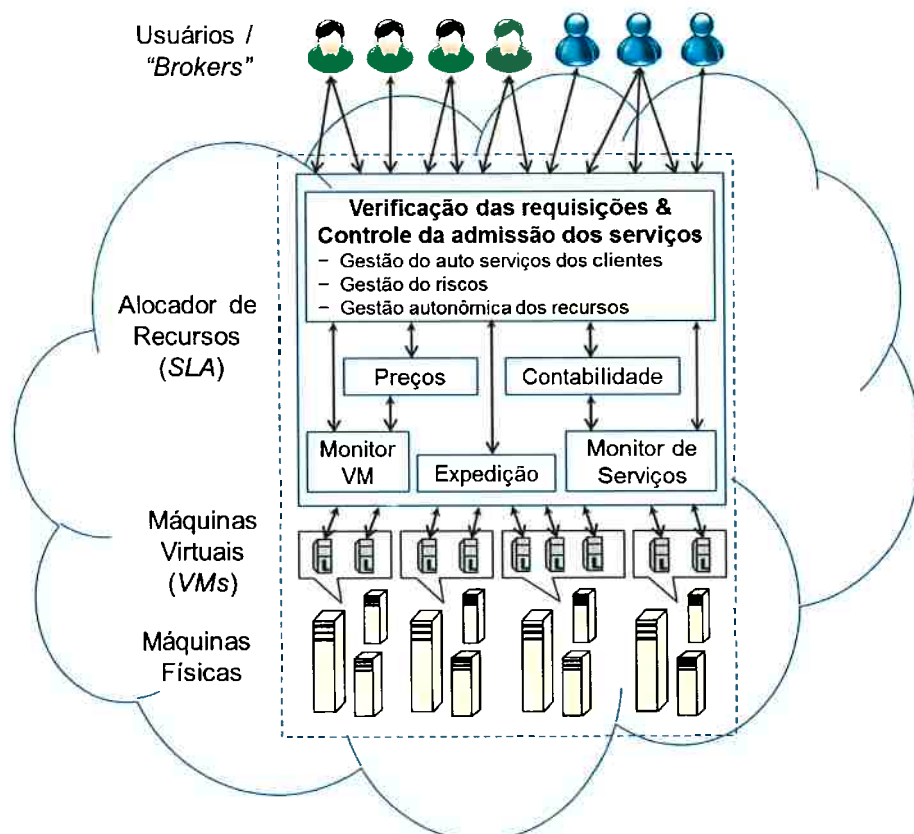 Usuários /
"Brokers"
Verificação das requisições &
Controle da admissão dos serviços
– Gestão do auto serviços dos clientes
– Gestão do riscos
– Gestão autonômica dos recursos
Alocador de
Recursos
(SLA)
Preços
Contabilidade
Monitor
VM
Expedição
Monitor de
Serviços
Máquinas
Virtuais
(VMs)
Máquinas
Físicas